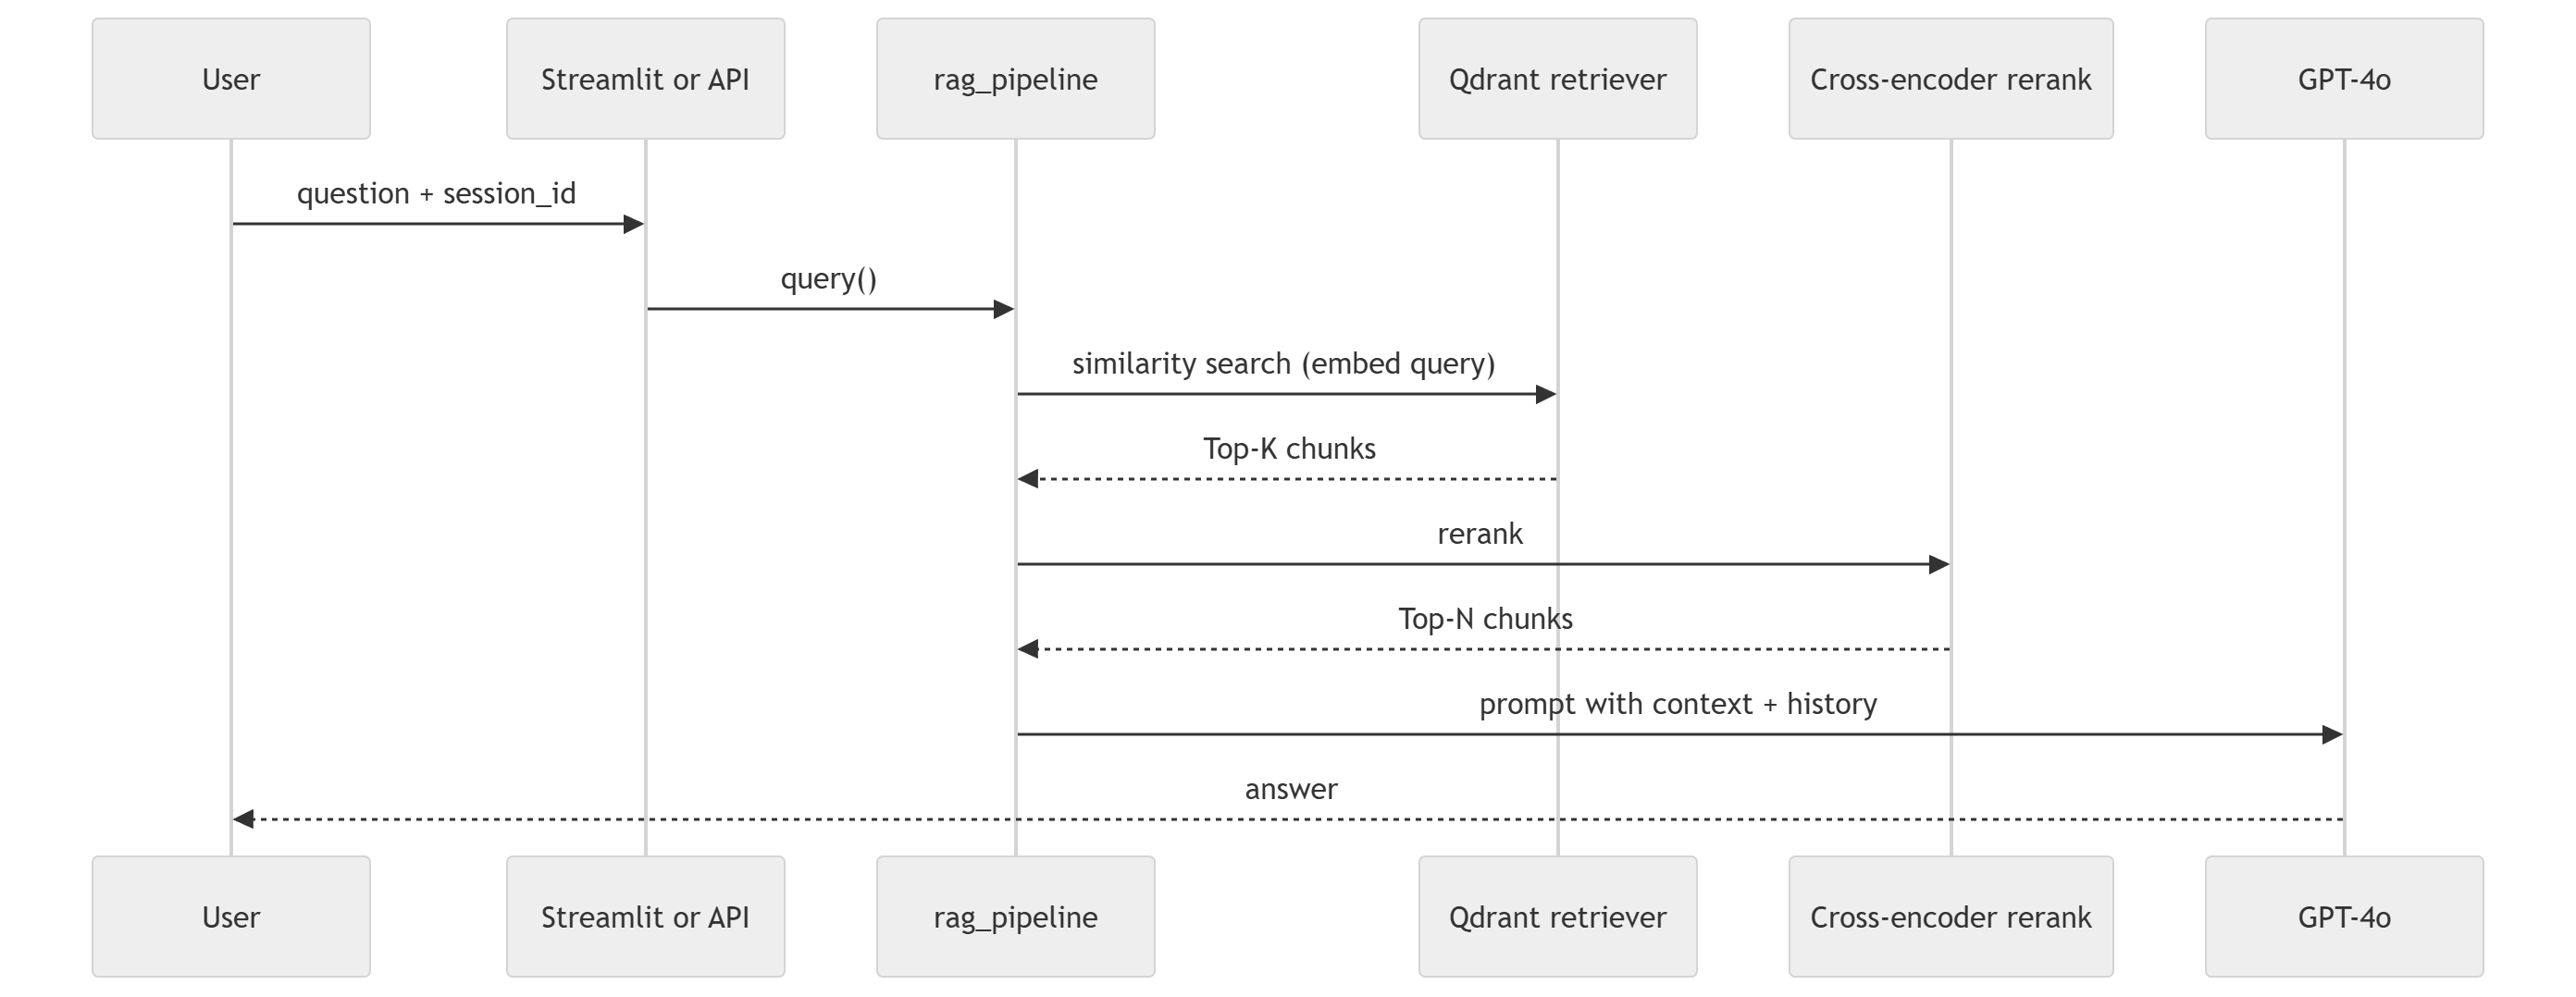 User
Streamlit or API
rag_pipeline
Qdrant retriever
Cross-encoder rerank
GPT-4o
question + session_id
query()
similarity search (embed query)
Top-K chunks
rerank
Top-N chunks
prompt with context + history
answer
User
Streamlit or API
rag_pipeline
Qdrant retriever
Cross-encoder rerank
GPT-4o